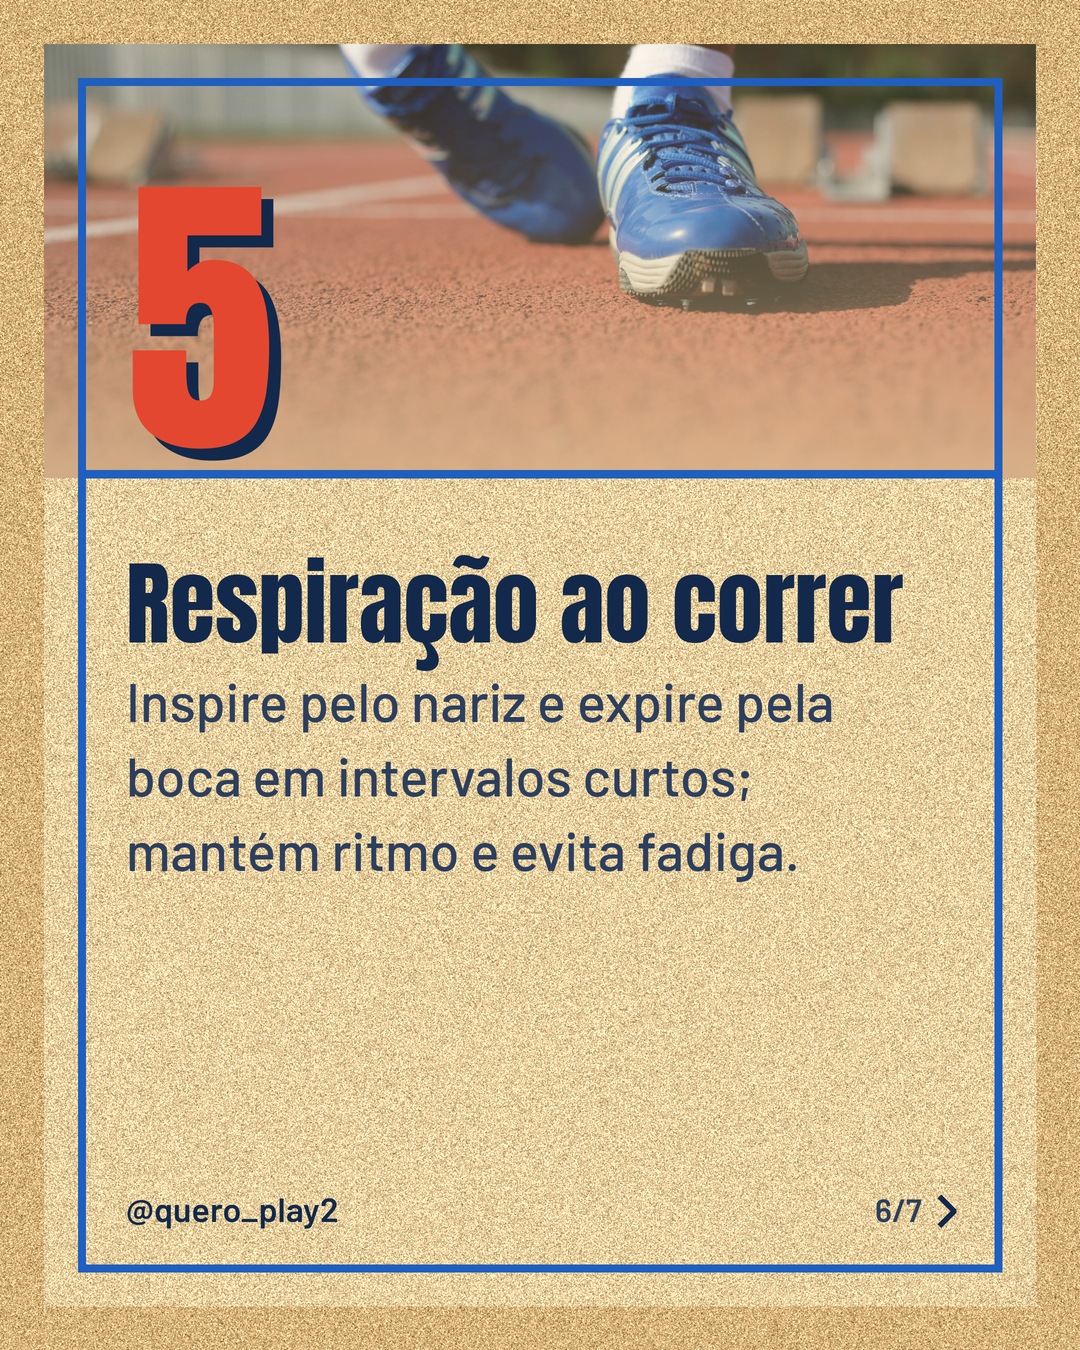 5
Respiração ao correr
Inspire pelo nariz e expire pela
boca em intervalos curtos;
mantém ritmo e evita fadiga.
@quero_play2
6/7